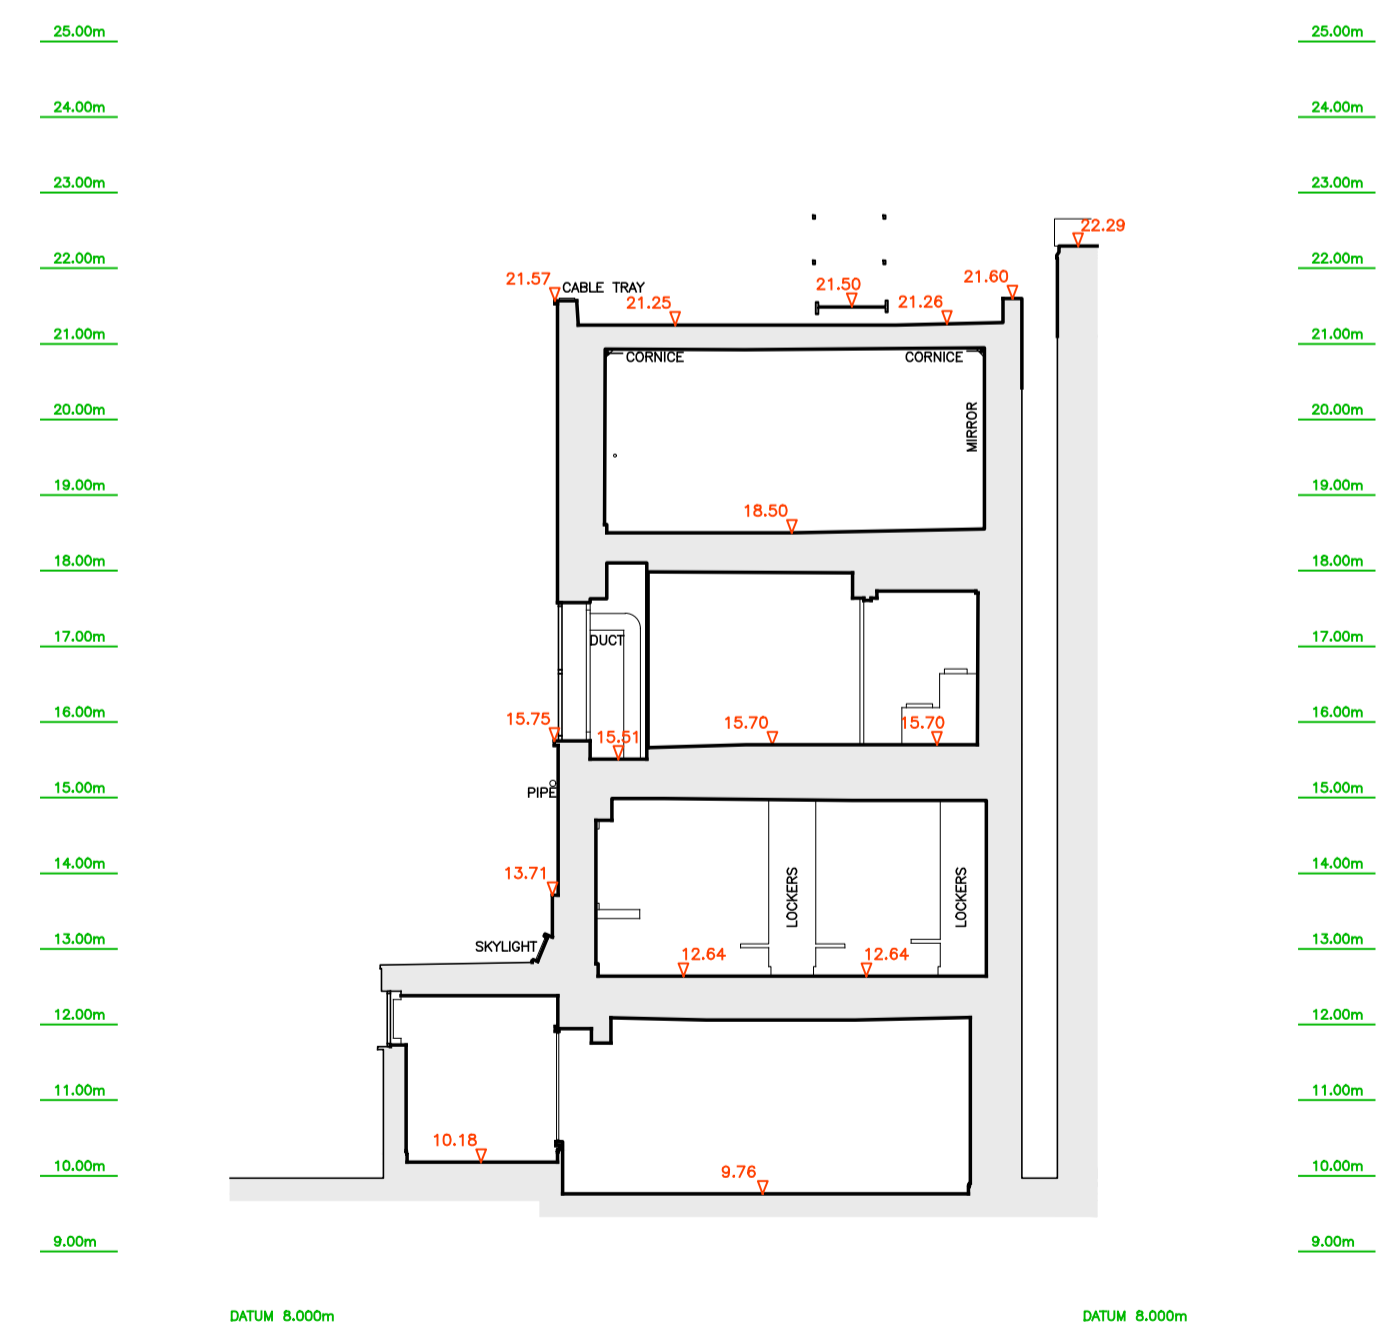 25.00m
25.00m
24.00m
24.00m
23.00m
23.00m
22.29
22.00m
22.00m
21.57
CABLE TRAY
21.25
21.50
21.26
21.60
21.00m
21.00m
CORNICE
CORNICE
MIRROR
20.00m
20.00m
19.00m
19.00m
18.50
18.00m
18.00m
17.00m
17.00m
DUCT
16.00m
16.00m
15.75
15.51
15.70
15.70
15.00m
15.00m
PIPE
14.00m
14.00m
13.71
LOCKERS
LOCKERS
13.00m
13.00m
SKYLIGHT
12.64
12.64
12.00m
12.00m
11.00m
11.00m
10.18
10.00m
10.00m
9.76
9.00m
9.00m
DATUM 8.000m
DATUM 8.000m